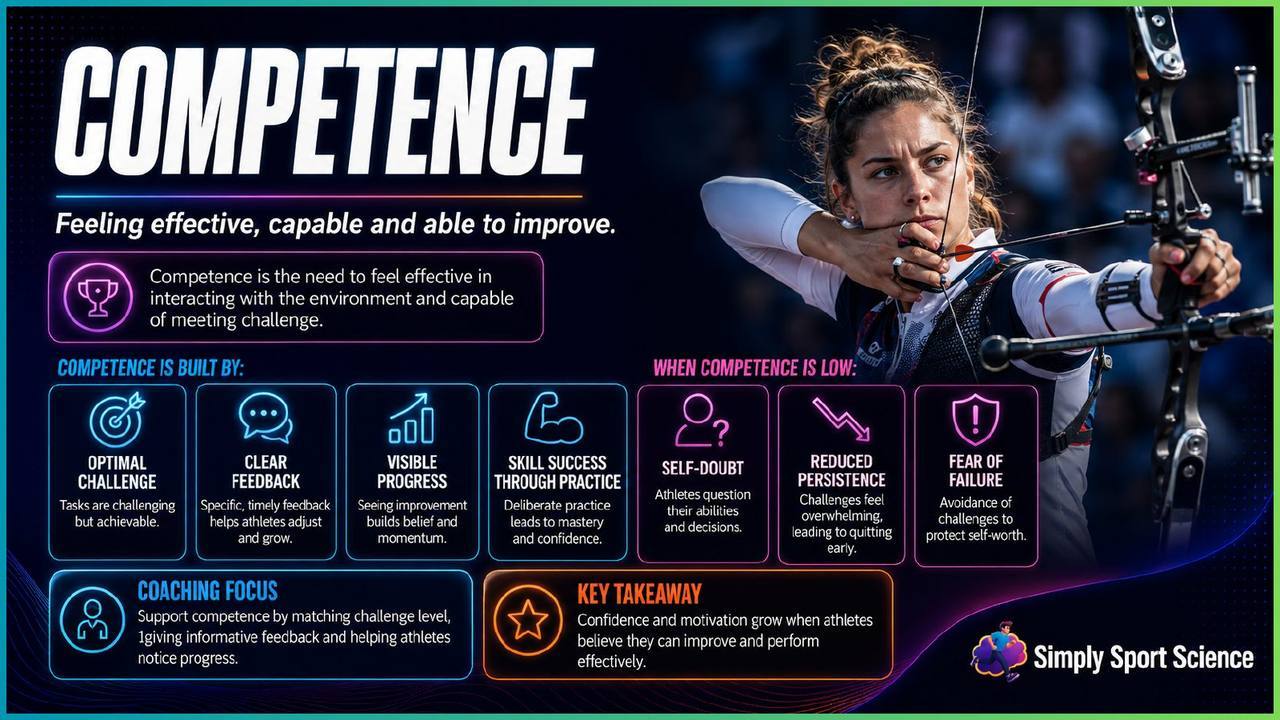 COMPETENCE
Feeling effective, capable and able to improve.
Competence is the need to feel effective in
interacting with the environment and capable
of meeting challenge.
COMPETENCE IS BUILT BY:
OPTIMAL
CHALLENGE
Tasks are challenging
but achievable.
CLEAR
FEEDBACK
Specific, timely feedback
helps athletes adjust
and grow.
VISIBLE
PROGRESS
Seeing improvement
builds belief and
momentum.
SKILL SUCCESS
THROUGH PRACTICE
Deliberate practice
leads to mastery
and confidence.
WHEN COMPETENCE IS LOW:
SELF-DOUBT
Athletes question
their abilities
and decisions.
REDUCED
PERSISTENCE
Challenges feel
overwhelming,
leading to quitting
early.
FEAR OF
FAILURE
Avoidance of
challenges to
protect self-worth.
COACHING FOCUS
Support competence by matching challenge level,
1giving informative feedback and helping athletes
notice progress.
KEY TAKEAWAY
Confidence and motivation grow when athletes
believe they can improve and perform
effectively.
Simply Sport Science